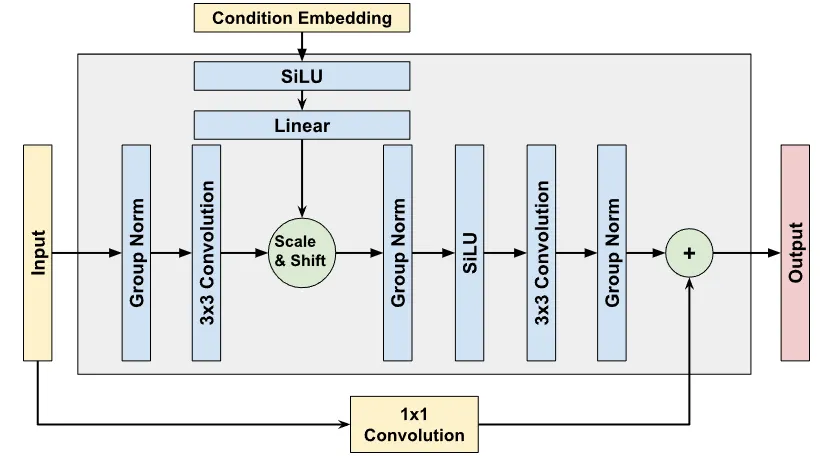 Condition Embedding
SiLU
Linear
Input
Group Norm
3x3 Convolution
Scale
& Shift
Group Norm
SiLU
3x3 Convolution
Group Norm
+
Output
1x1
Convolution